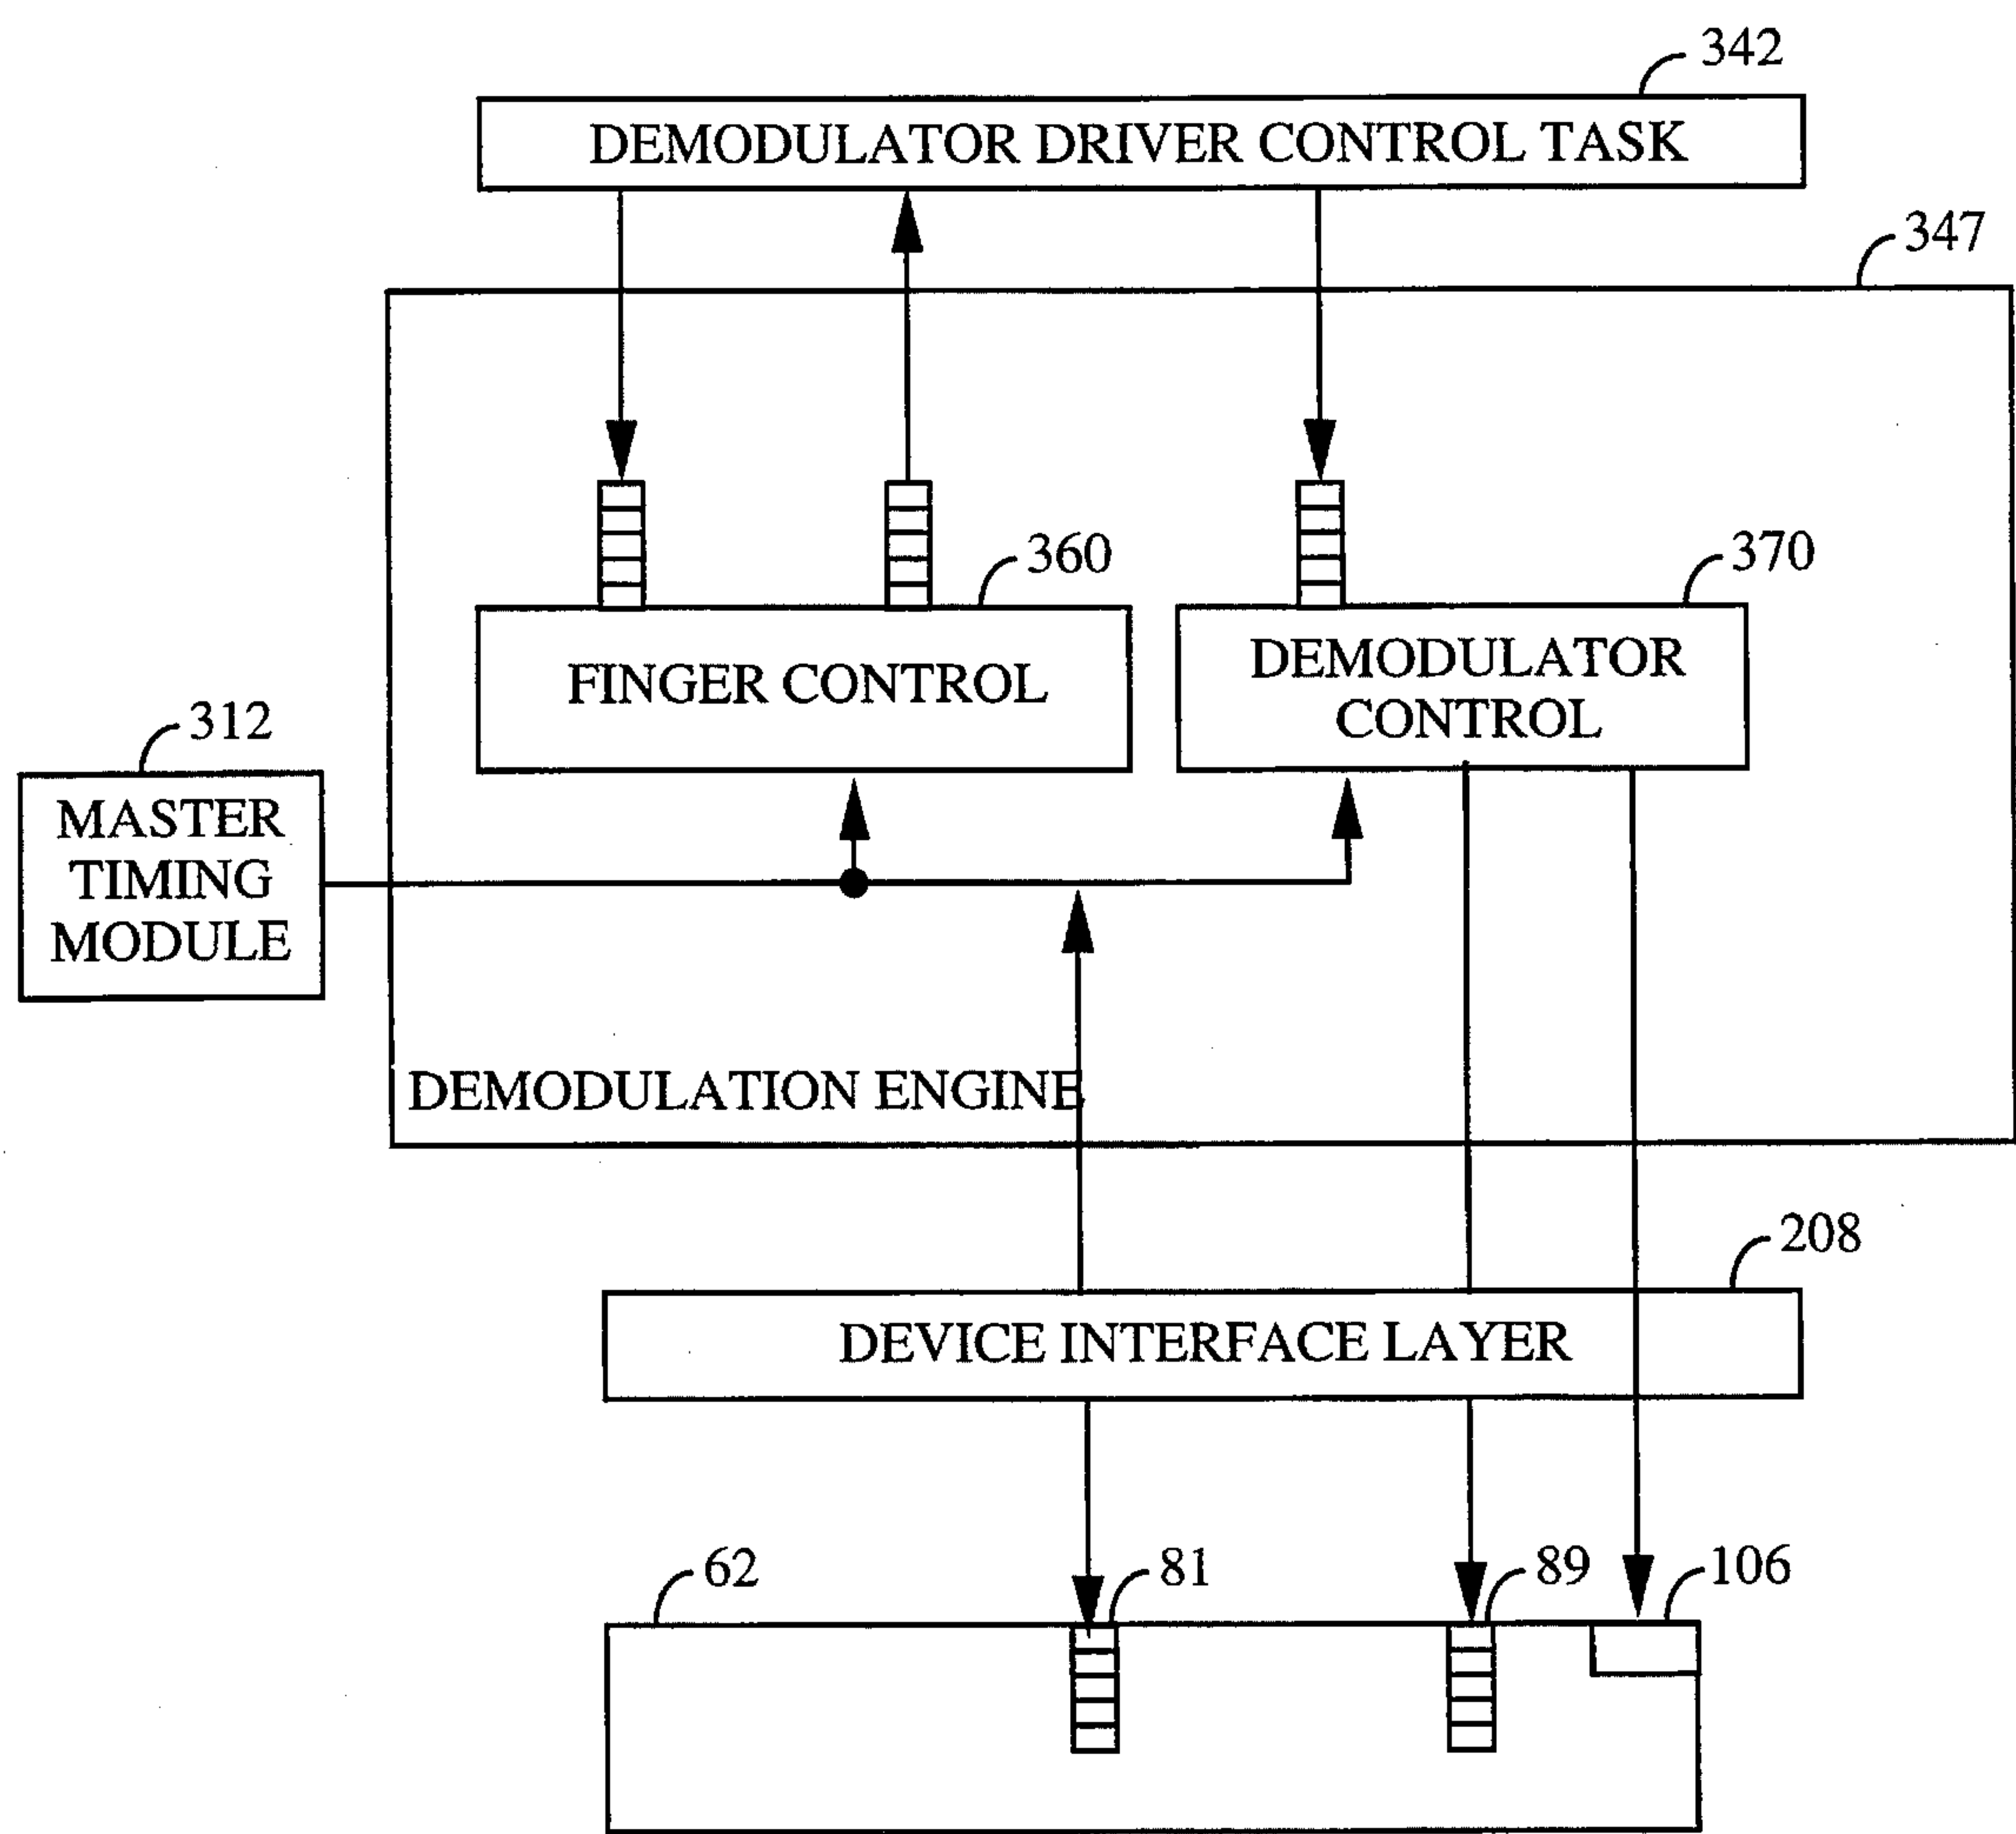 342
DEMODULATOR DRIVER CONTROL TASK
347
360
370
FINGER CONTROL
DEMODULATOR
CONTROL
312
MASTER
TIMING
MODULE
DEMODULATION ENGINE
208
DEVICE INTERFACE LAYER
62
81
89
106